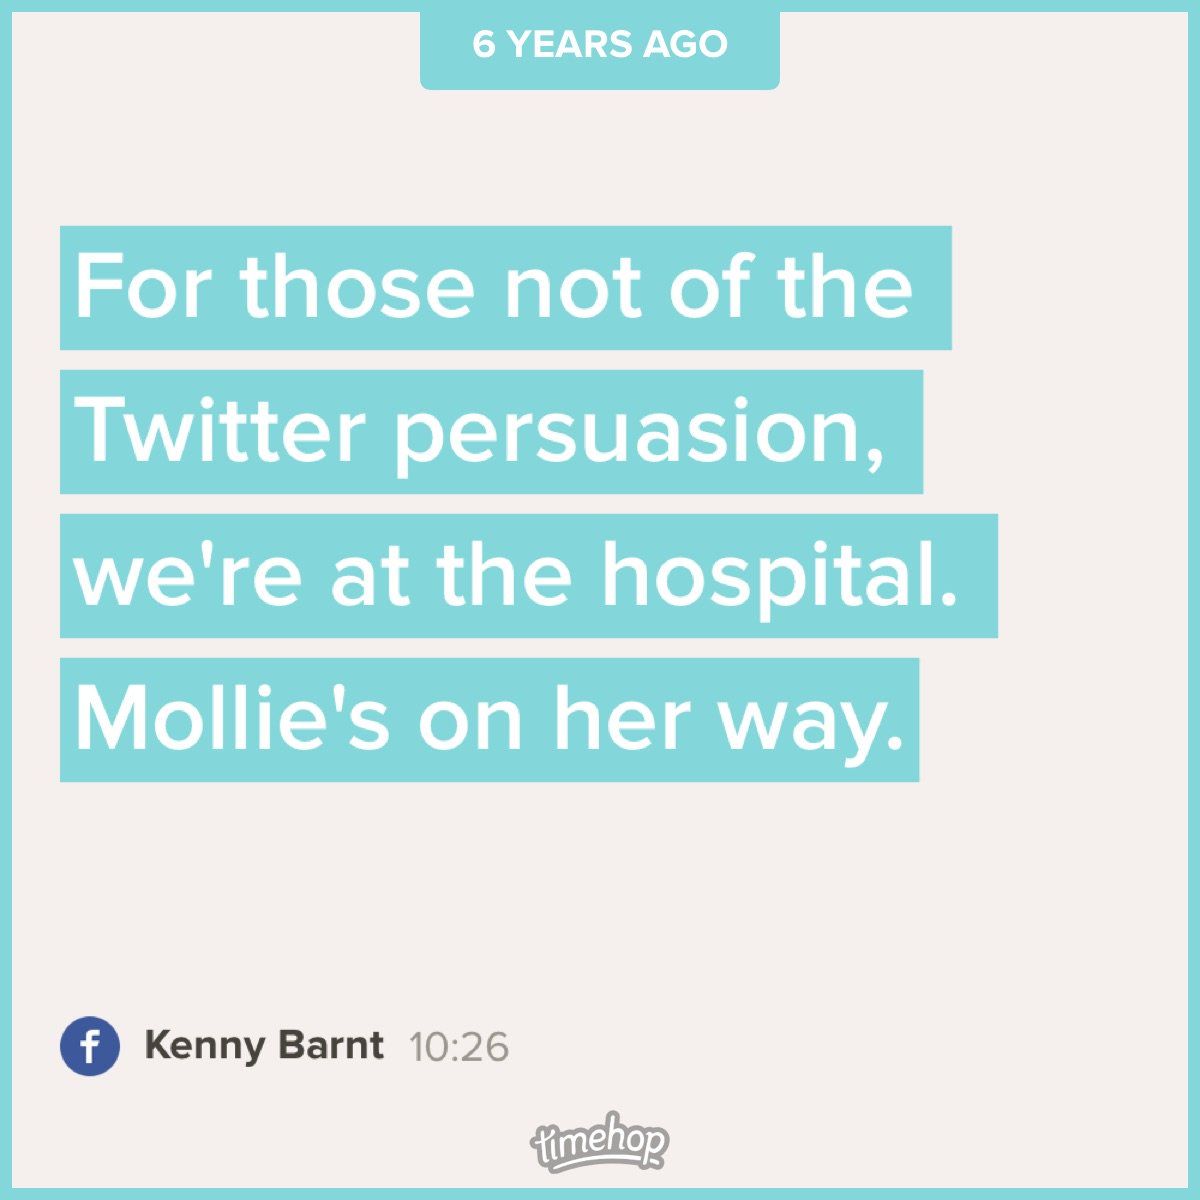 6 YEARS AGO
For those not of the
Twitter persuasion,
we're at the hospital.
Mollie's on her way.
f Kenny Barnt 10:26
timehop